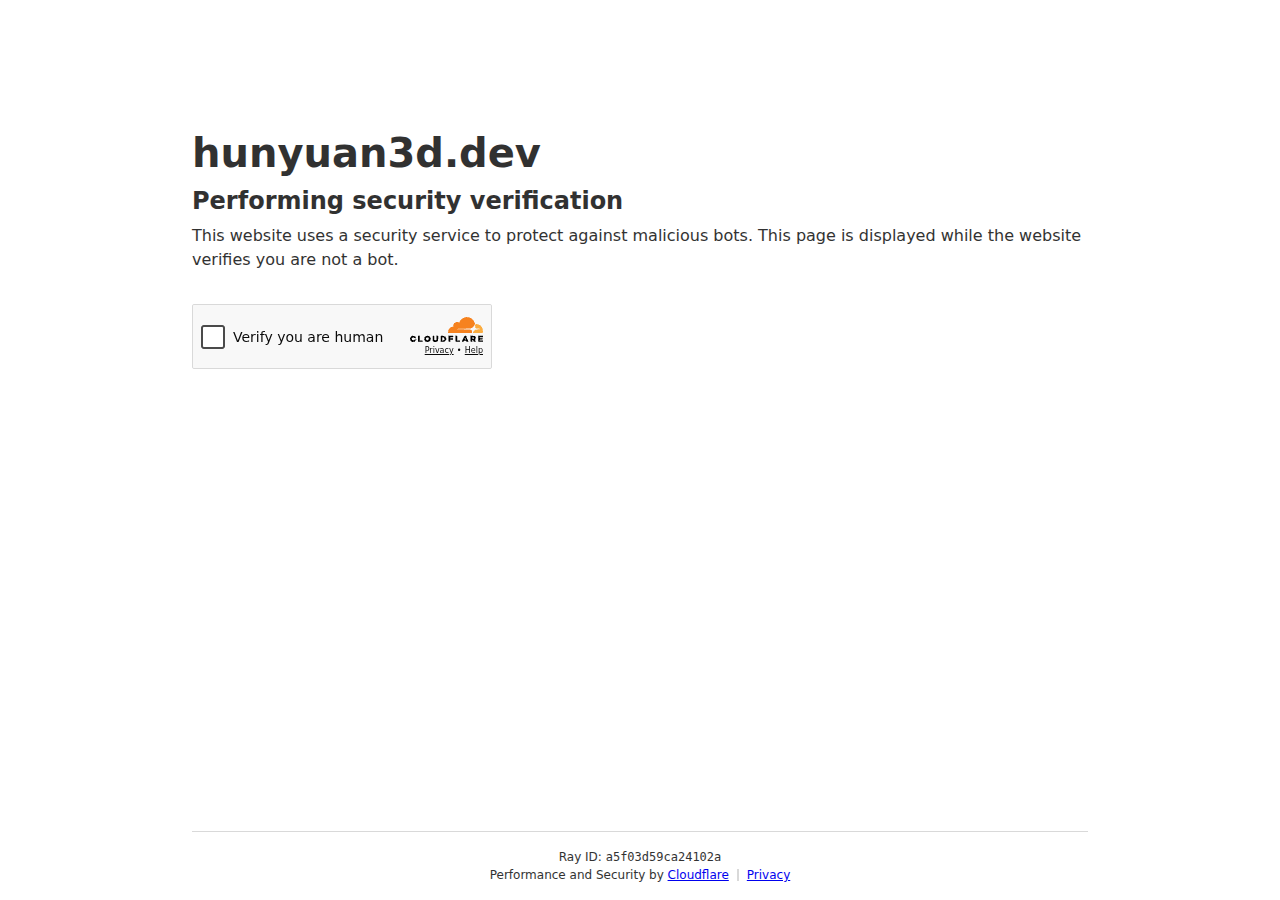 hunyuan3d.dev
Performing security verification
This website uses a security service to protect against malicious bots. This page is displayed while the website
verifies you are not a bot.
Verify you are human
CLOUDFLARE
Privacy • Help
Ray ID: a5f03d59ca24102a
Performance and Security by Cloudflare | Privacy